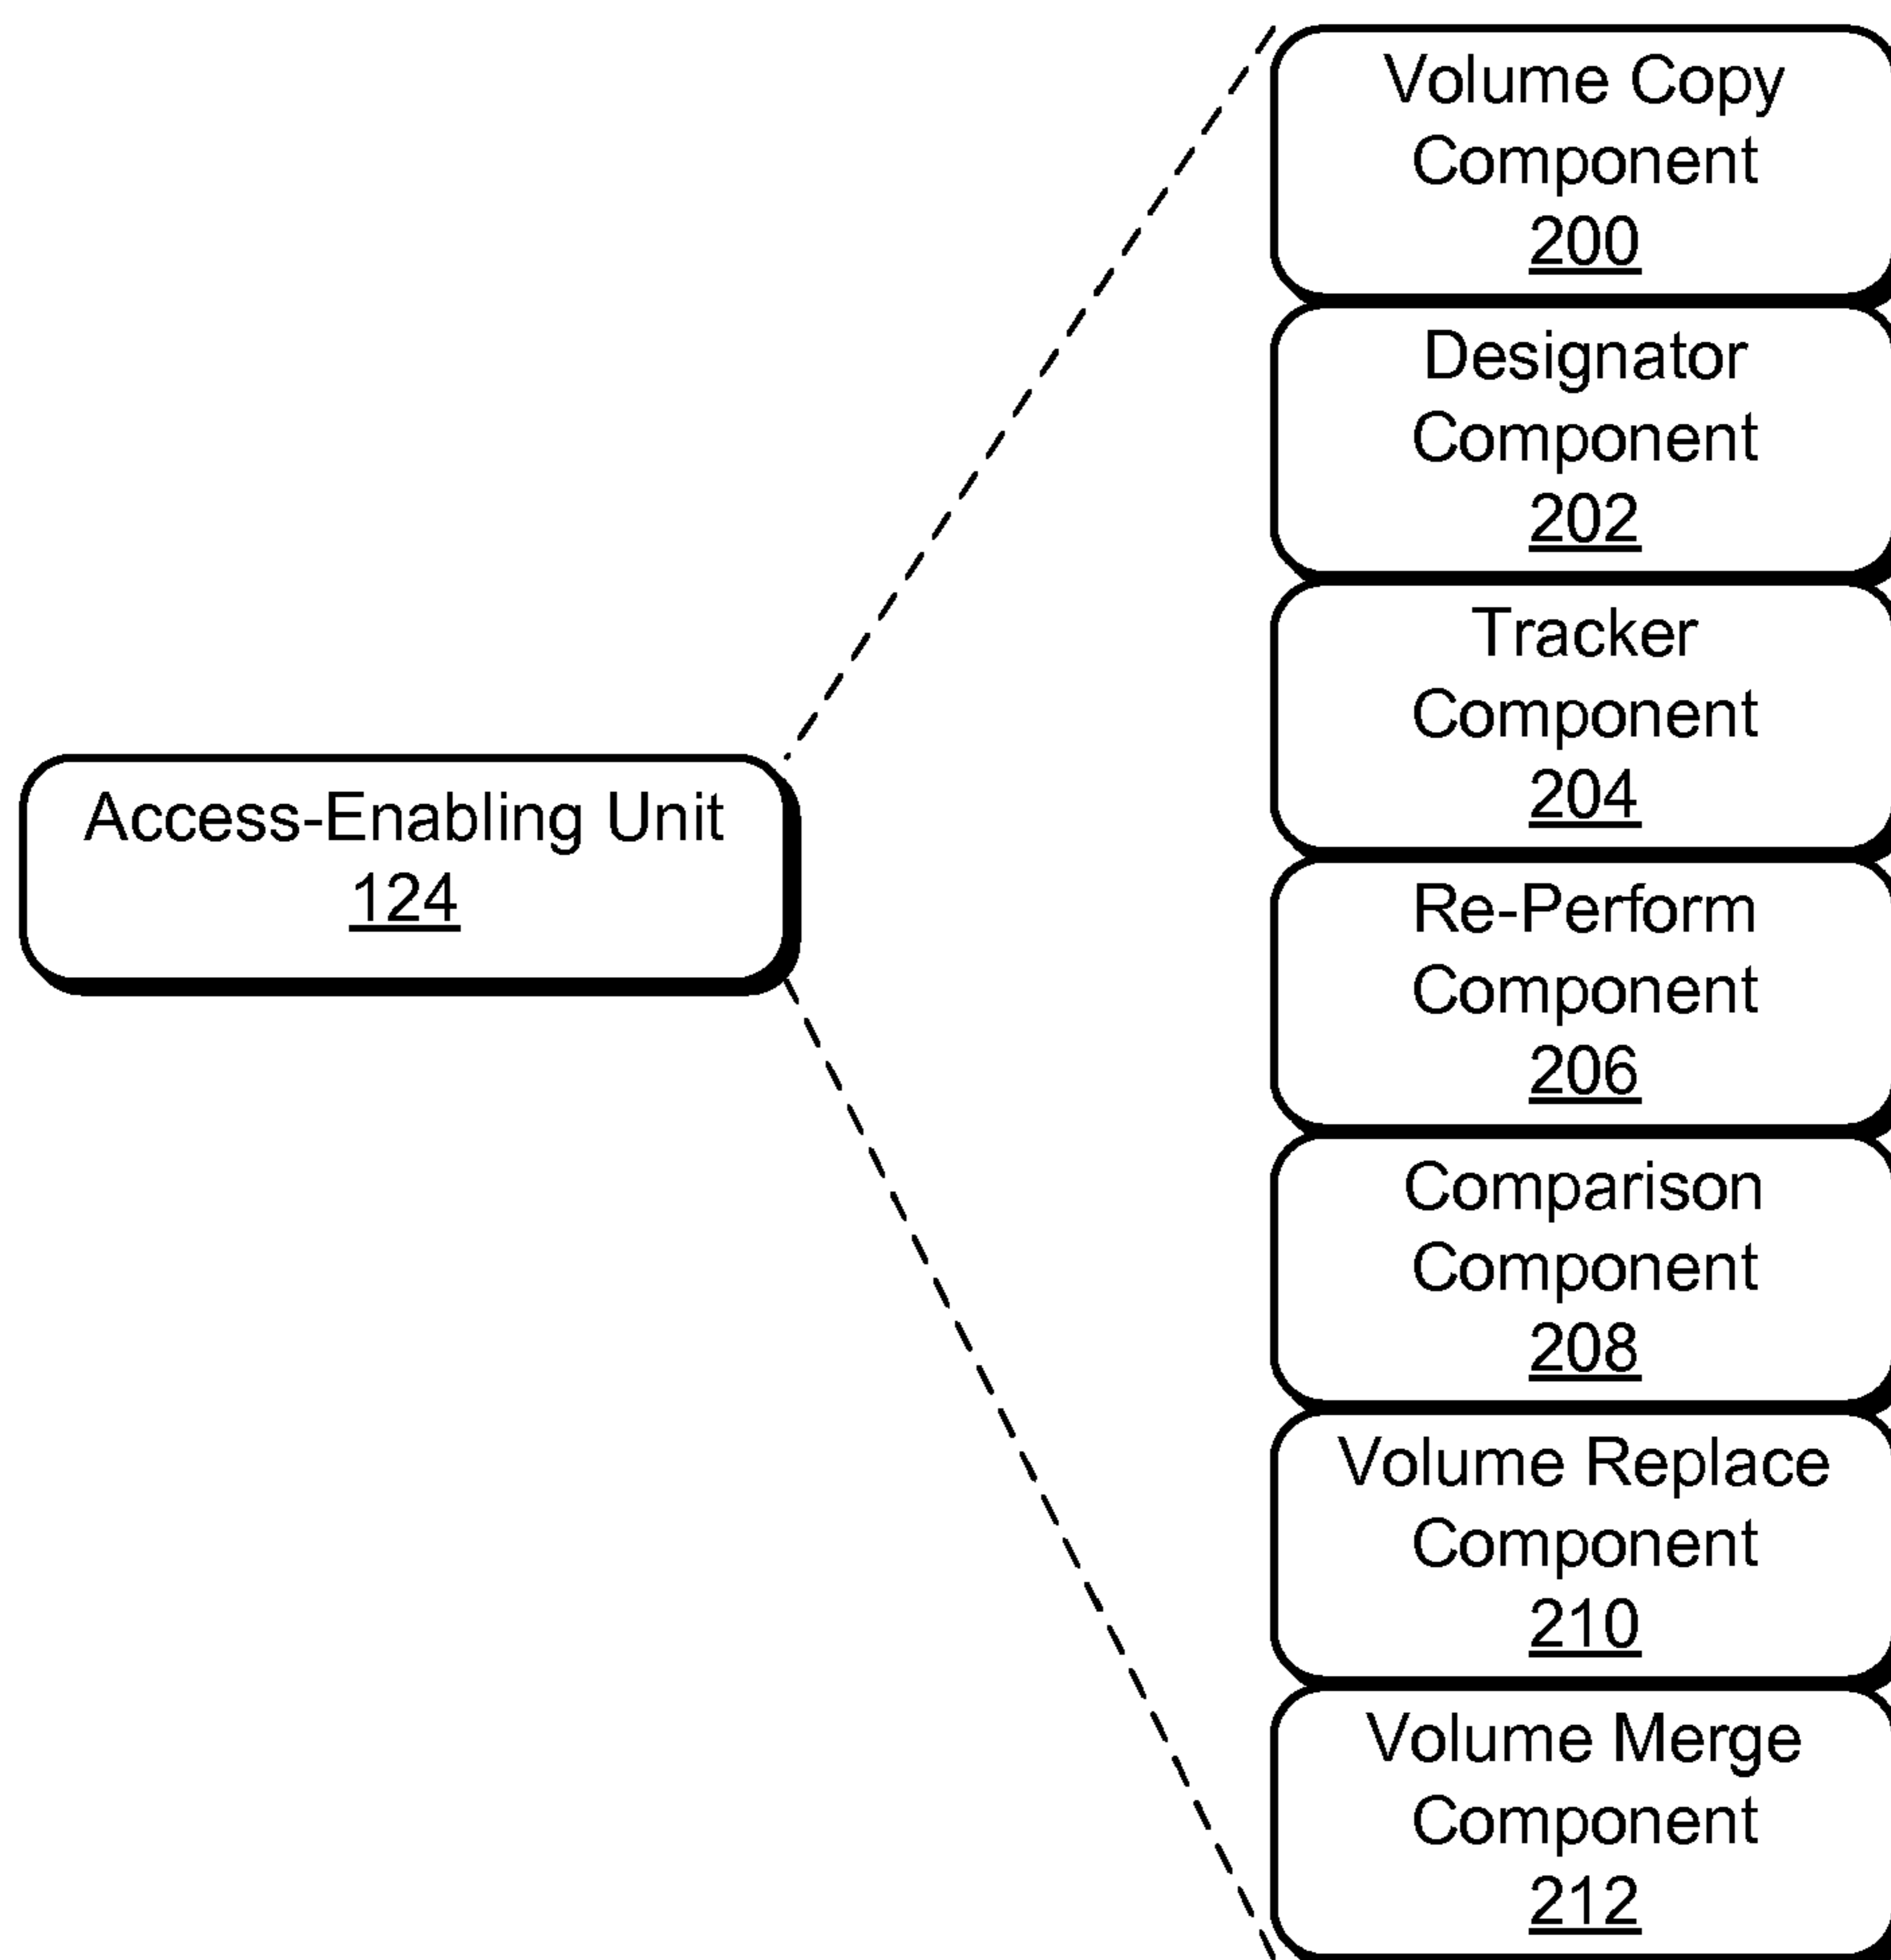 Volume Copy
Component
200
Designator
Component
202
Tracker
Component
204
Access-Enabling Unit
124
Re-Perform
Component
206
Comparison
Component
208
Volume Replace
Component
210
Volume Merge
Component
212